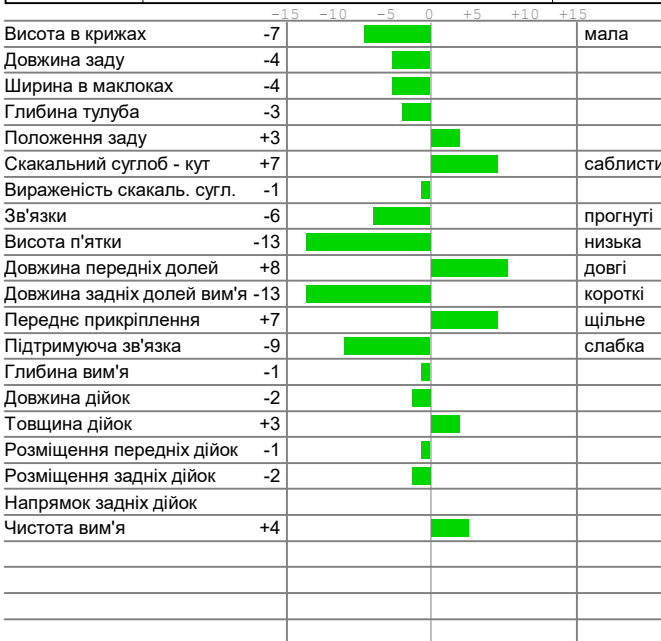 -15 -10 -5 0 +5 +10 +15
Висота в крижах -7 мала
Довжина заду -4
Ширина в маклоках -4
Глибина тулуба -3
Положення заду +3
Скакальний суглоб - кут +7 саблисти
Вираженість скакаль. сугл. -1
Зв'язки -6 прогнуті
Висота п'ятки -13 низька
Довжина передніх долей +8 довгі
Довжина задніх долей вим'я -13 короткі
Переднє прикріплення +7 щільне
Підтримуюча зв'язка -9 слабка
Глибина вим'я -1
Довжина дійок -2
Товщина дійок +3
Розміщення передніх дійок -1
Розміщення задніх дійок -2
Напрямок задніх дійок
Чистота вим'я +4